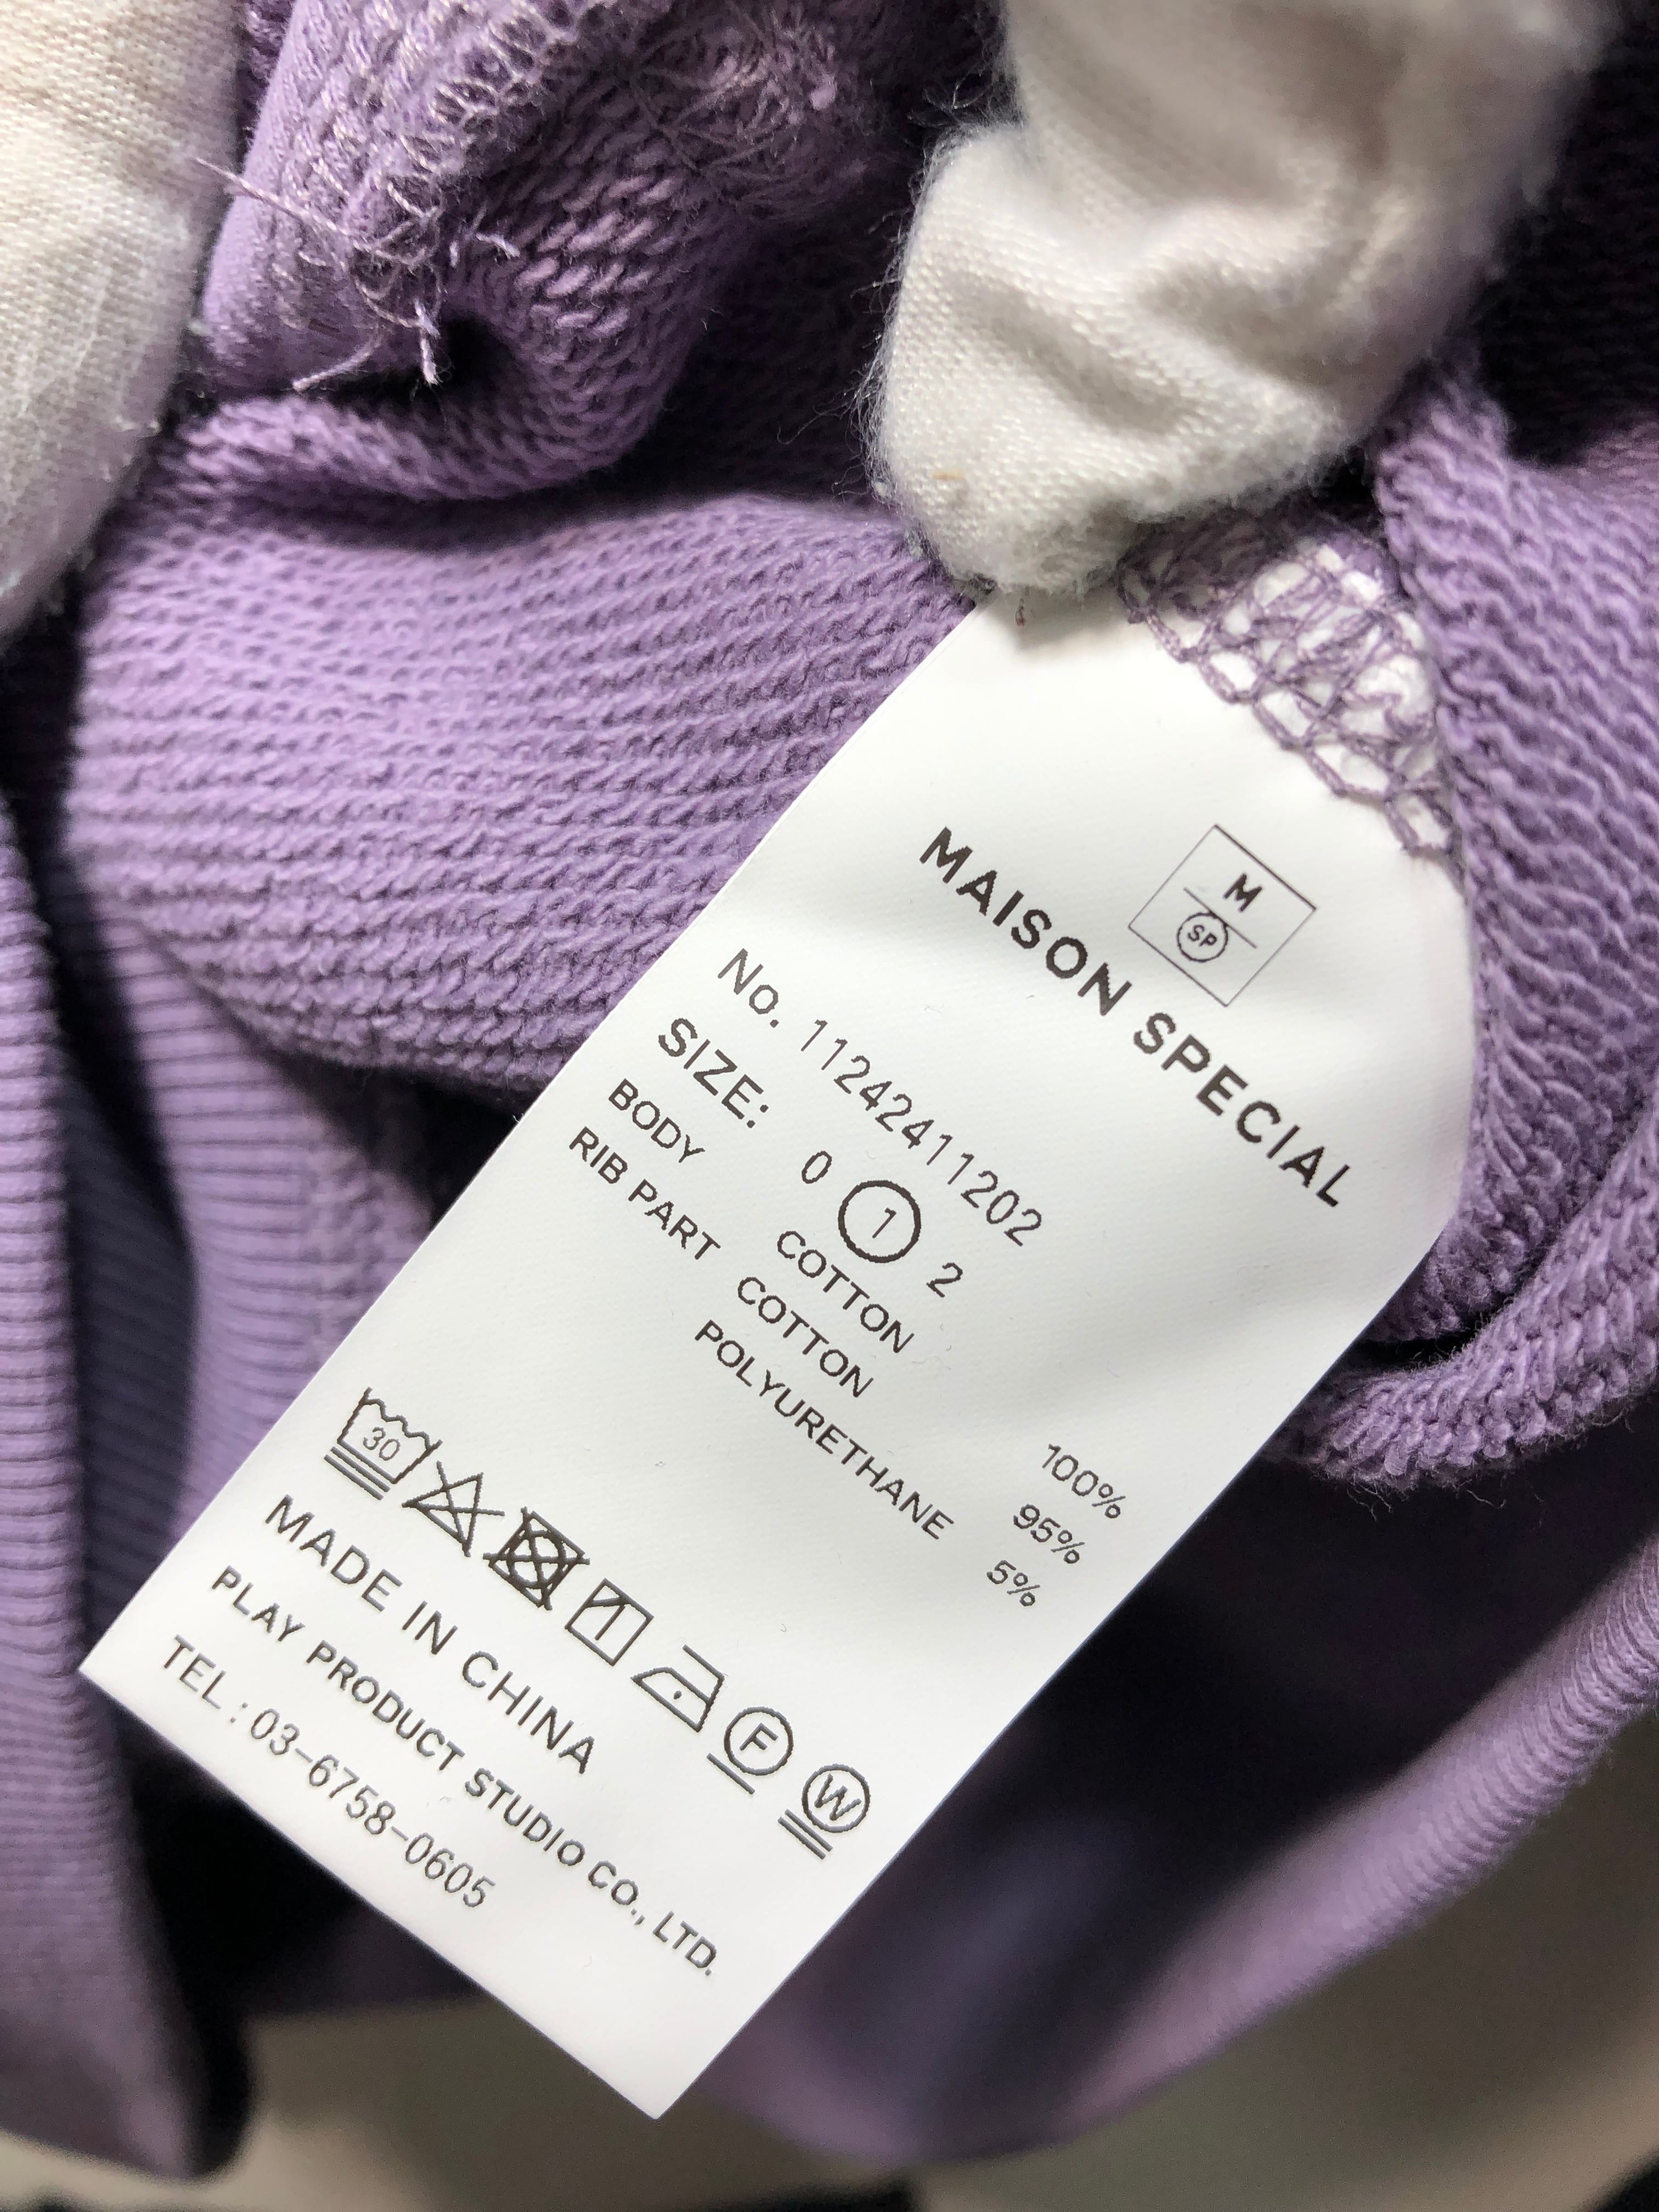 M
SP
MAISON SPECIAL
No. 11242411202
SIZE: 0 1 2
BODY COTTON 100%
RIB PART COTTON 95%
POLYURETHANE 5%
30
F W
MADE IN CHINA
PLAY PRODUCT STUDIO CO., LTD.
TEL : 03-6758-0605